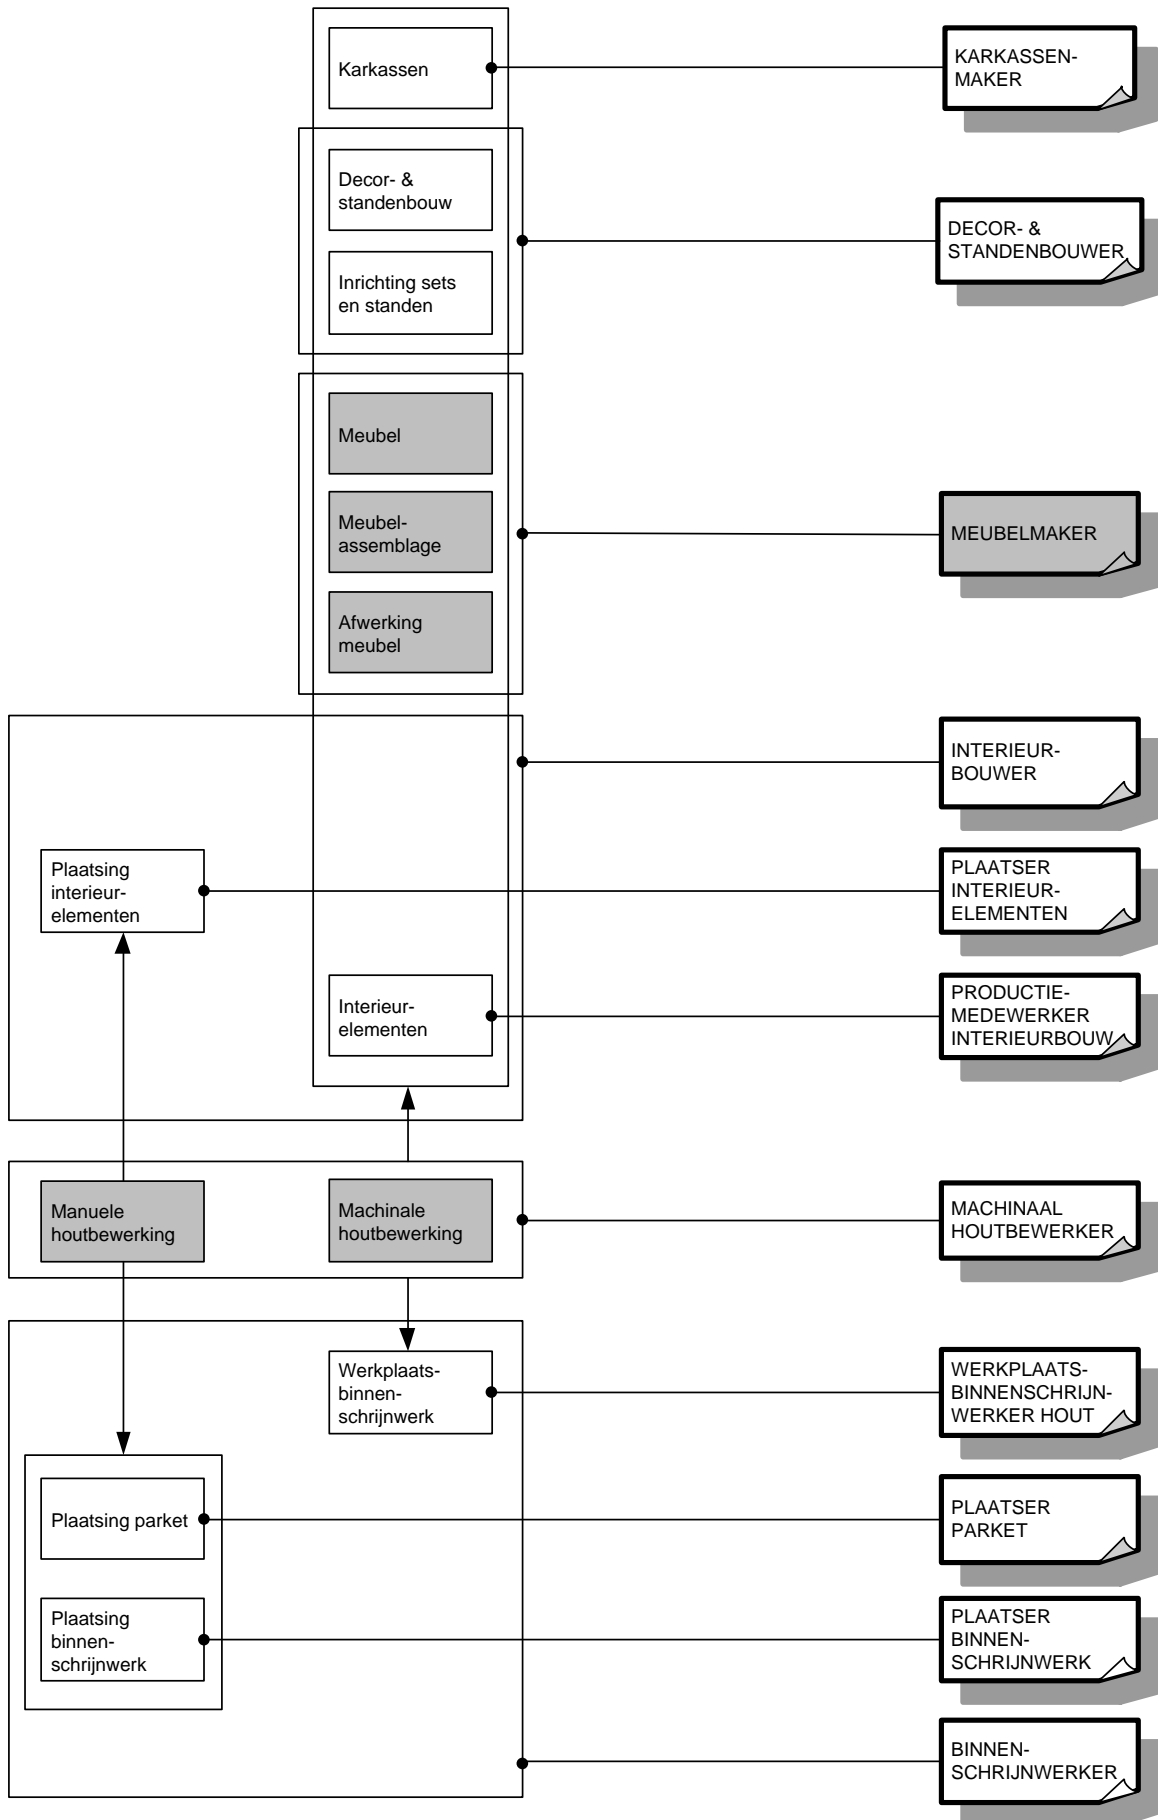 Karkassen
KARKASSEN-
MAKER
Decor- &
standenbouw
DECOR- &
STANDENBOUWER
Inrichting sets
en standen
Meubel
Meubel-
assemblage
MEUBELMAKER
Afwerking
meubel
INTERIEUR-
BOUWER
Plaatsing
interieur-
elementen
PLAATSER
INTERIEUR-
ELEMENTEN
Interieur-
elementen
PRODUCTIE-
MEDEWERKER
INTERIEURBOUW
Manuele
houtbewerking
Machinale
houtbewerking
MACHINAAL
HOUTBEWERKER
Werkplaats-
binnen-
schrijnwerk
WERKPLAATS-
BINNENSCHRIJN-
WERKER HOUT
Plaatsing parket
PLAATSER
PARKET
Plaatsing
binnen-
schrijnwerk
PLAATSER
BINNEN-
SCHRIJNWERK
BINNEN-
SCHRIJNWERKER